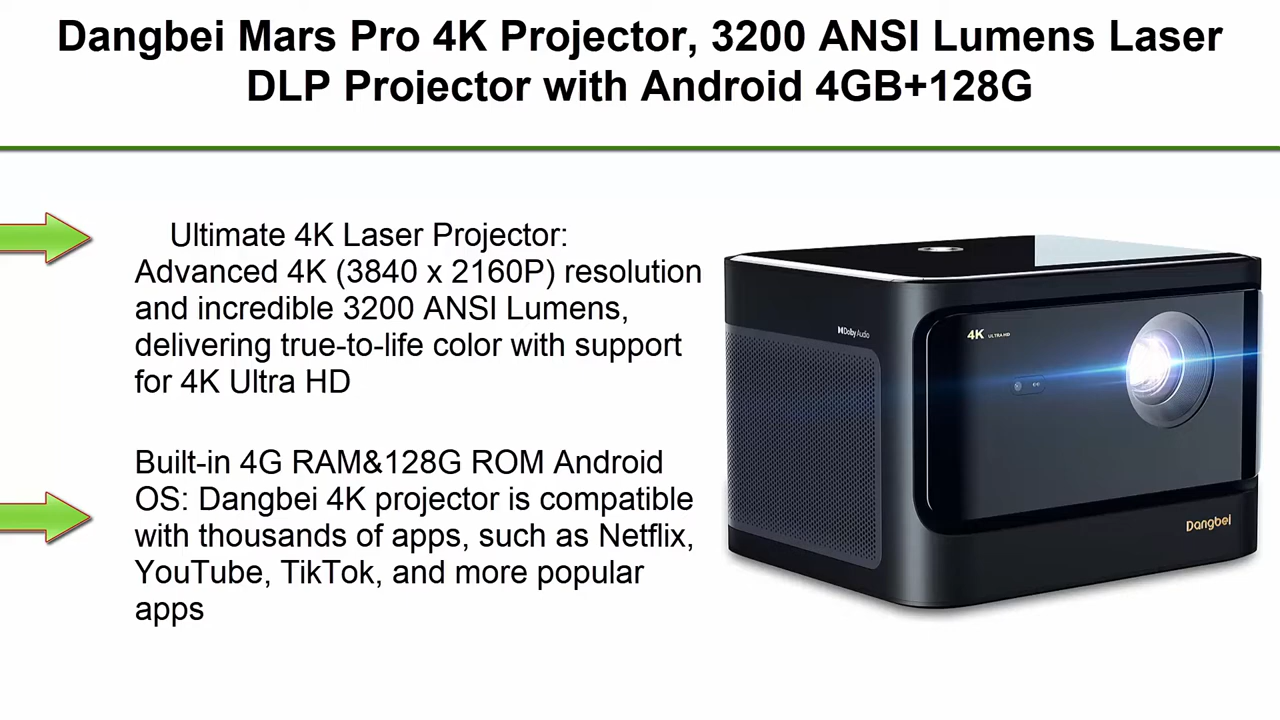 Dangbei Mars Pro 4K Projector, 3200 ANSI Lumens Laser
DLP Projector with Android 4GB+128G
Ultimate 4K Laser Projector:
Advanced 4K (3840 x 2160P) resolution
and incredible 3200 ANSI Lumens,
delivering true-to-life color with support
for 4K Ultra HD
Built-in 4G RAM&128G ROM Android
OS: Dangbei 4K projector is compatible
with thousands of apps, such as Netflix,
YouTube, TikTok, and more popular
apps
Dolby Audio
4K ULTRA HD
Dangbei